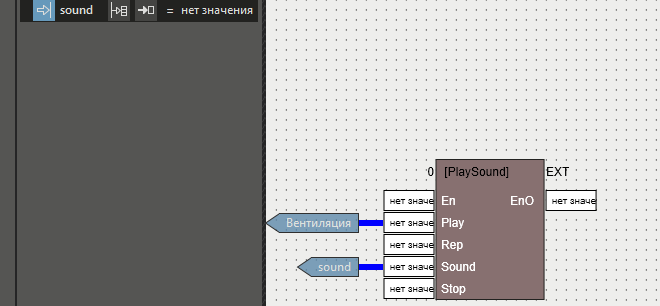 sound = нет значения
0 [PlaySound] EXT
нет значе En EnO нет значе
Вентиляция нет значе Play
нет значе Rep
sound нет значе Sound
нет значе Stop